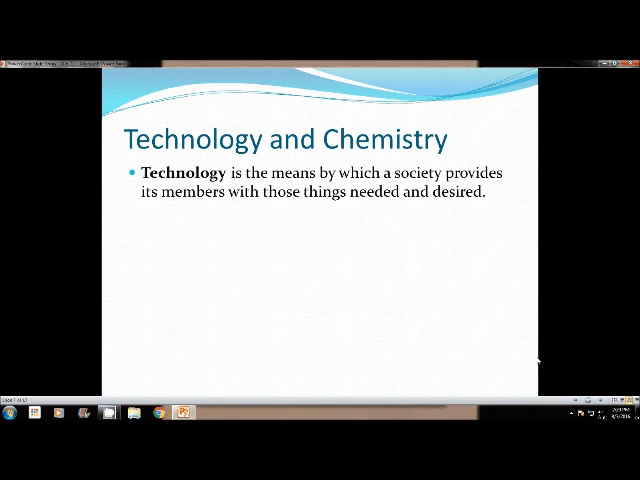 Technology and Chemistry
Technology is the means by which a society provides
its members with those things needed and desired.